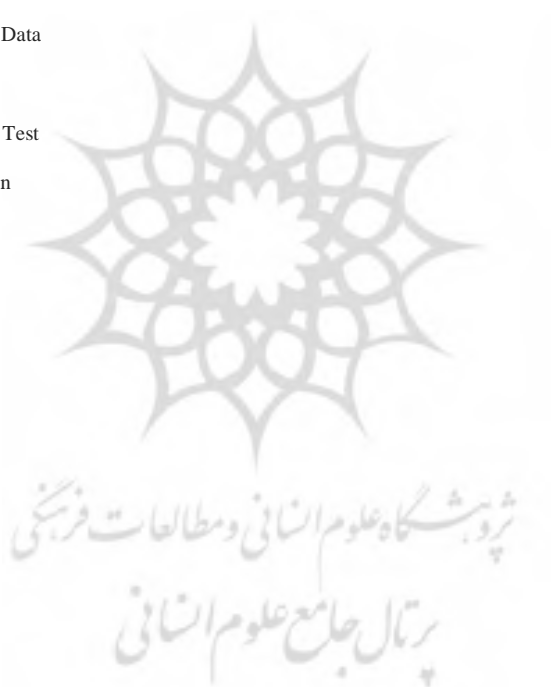 Data
Test
n
پژوهشگاه علوم انسانی و مطالعات فرهنگی
پرتال جامع علوم انسانی